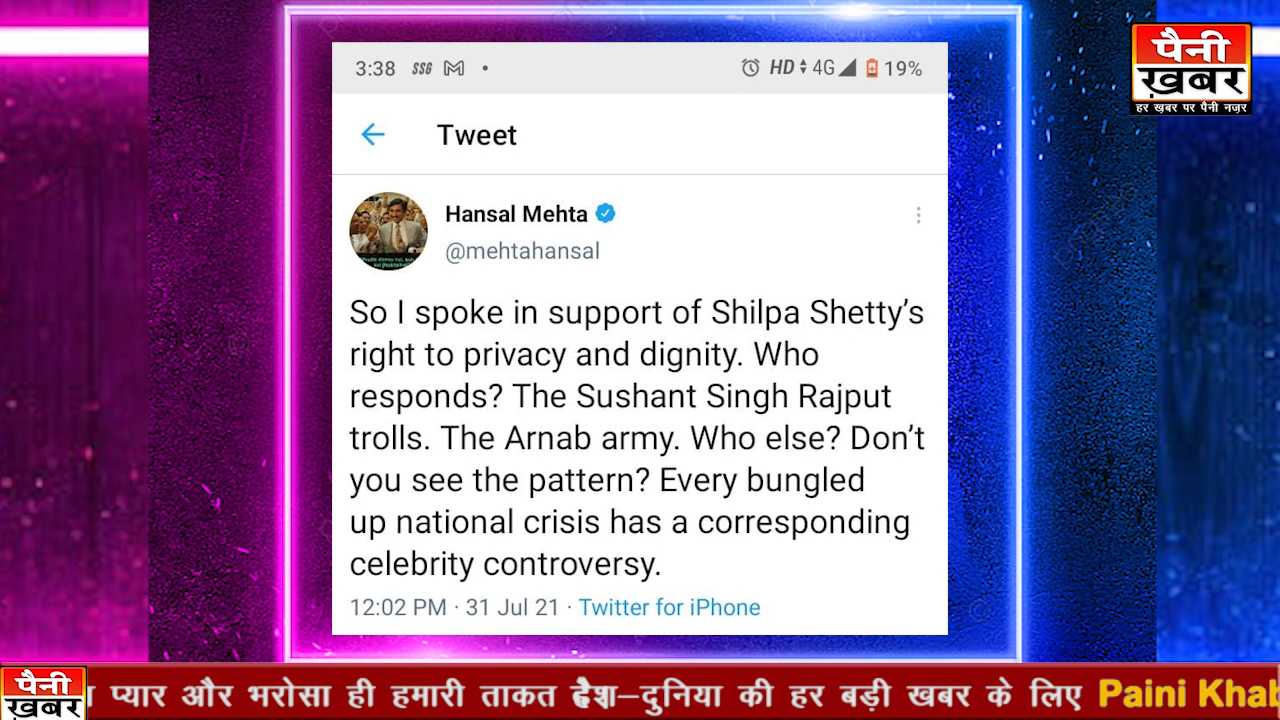 पैनी
ख़बर
हर ख़बर पर पैनी नज़र
3:38 SSG HD 4G 19%
Tweet
Hansal Mehta
@mehtahansal
So I spoke in support of Shilpa Shetty’s
right to privacy and dignity. Who
responds? The Sushant Singh Rajput
trolls. The Arnab army. Who else? Don’t
you see the pattern? Every bungled
up national crisis has a corresponding
celebrity controversy.
12:02 PM · 31 Jul 21 · Twitter for iPhone
पैनी
ख़बर
प्यार और भरोसा ही हमारी ताकत है देश–दुनिया की हर बड़ी खबर के लिए Paini Khab